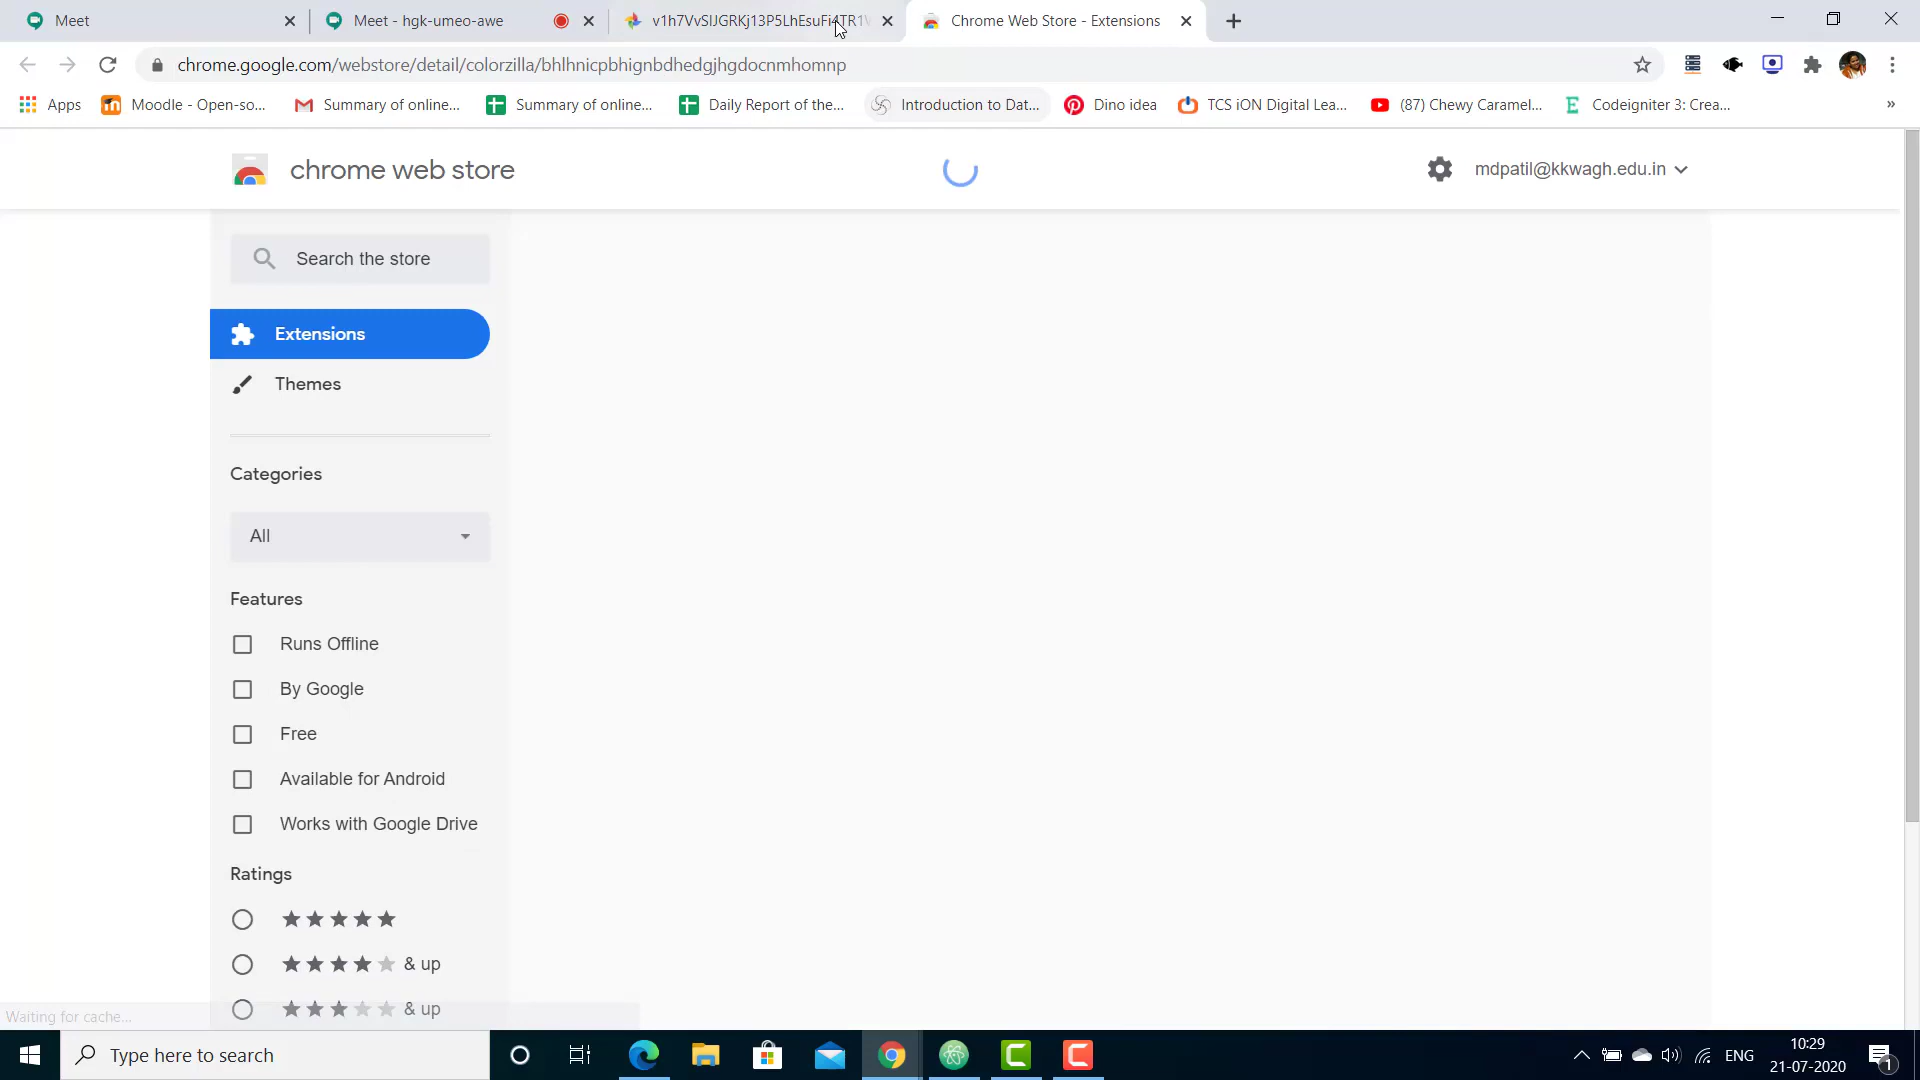 Meet
Meet - hgk-umeo-awe
Chrome Web Store - Extensions
chrome.google.com/webstore/detail/colorzilla/bhlhnicpbhignbdhedgjhgdocnmhomnp
Apps Moodle - Open-so... Summary of online... Summary of online... Daily Report of the... Introduction to Dat... Dino idea TCS iON Digital Lea... (87) Chewy Caramel... Codeigniter 3: Crea... »
chrome web store
mdpatil@kkwagh.edu.in
Search the store
Extensions
Themes
Categories
All
Features
Runs Offline
By Google
Free
Available for Android
Works with Google Drive
Ratings
& up
& up
Waiting for cache...
Type here to search
ENG
10:29
21-07-2020
1